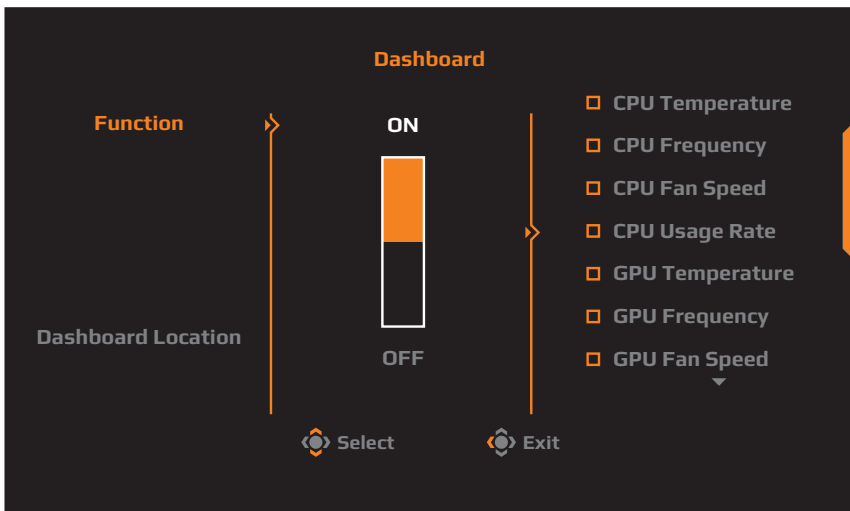 Dashboard
Function
ON
OFF
Dashboard Location
CPU Temperature
CPU Frequency
CPU Fan Speed
CPU Usage Rate
GPU Temperature
GPU Frequency
GPU Fan Speed
Select
Exit